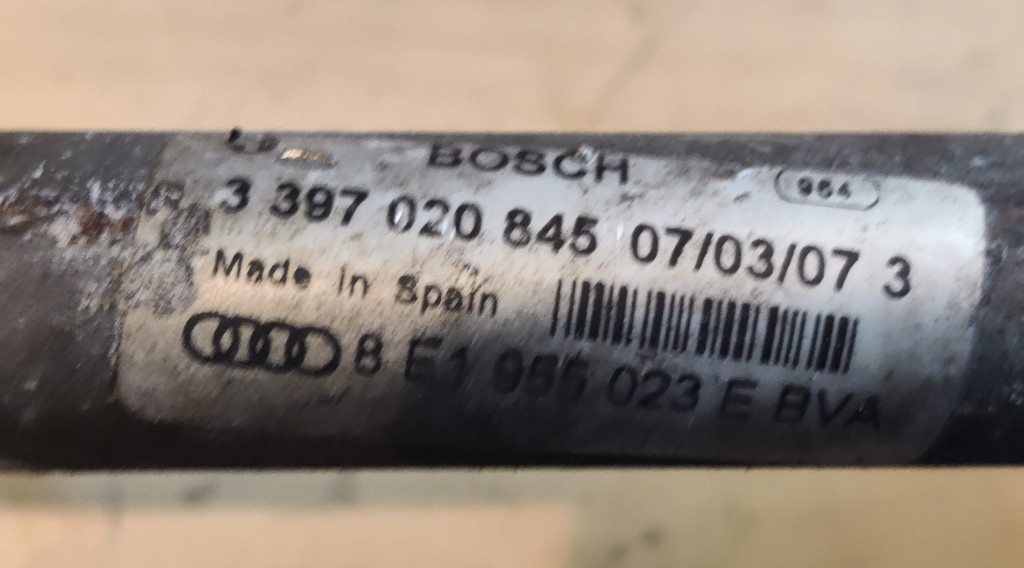 BOSCH
964
3 397 020 845 07/03/07 3
Made in Spain
8 E1 955 023 E BVA